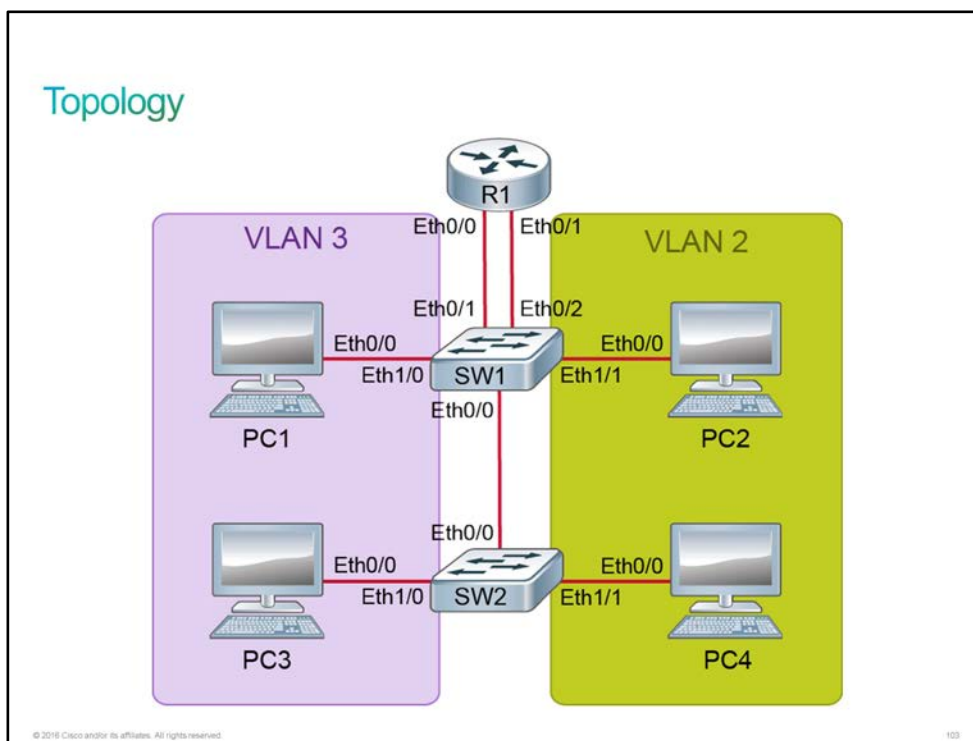 Topology
R1
Eth0/0 Eth0/1
VLAN 3
VLAN 2
Eth0/1 Eth0/2
Eth0/0
Eth1/0
SW1
Eth0/0
Eth1/1
Eth0/0
PC1
PC2
Eth0/0
Eth0/0
Eth1/0
SW2
Eth0/0
Eth1/1
PC3
PC4
© 2016 Cisco and/or its affiliates. All rights reserved.
103